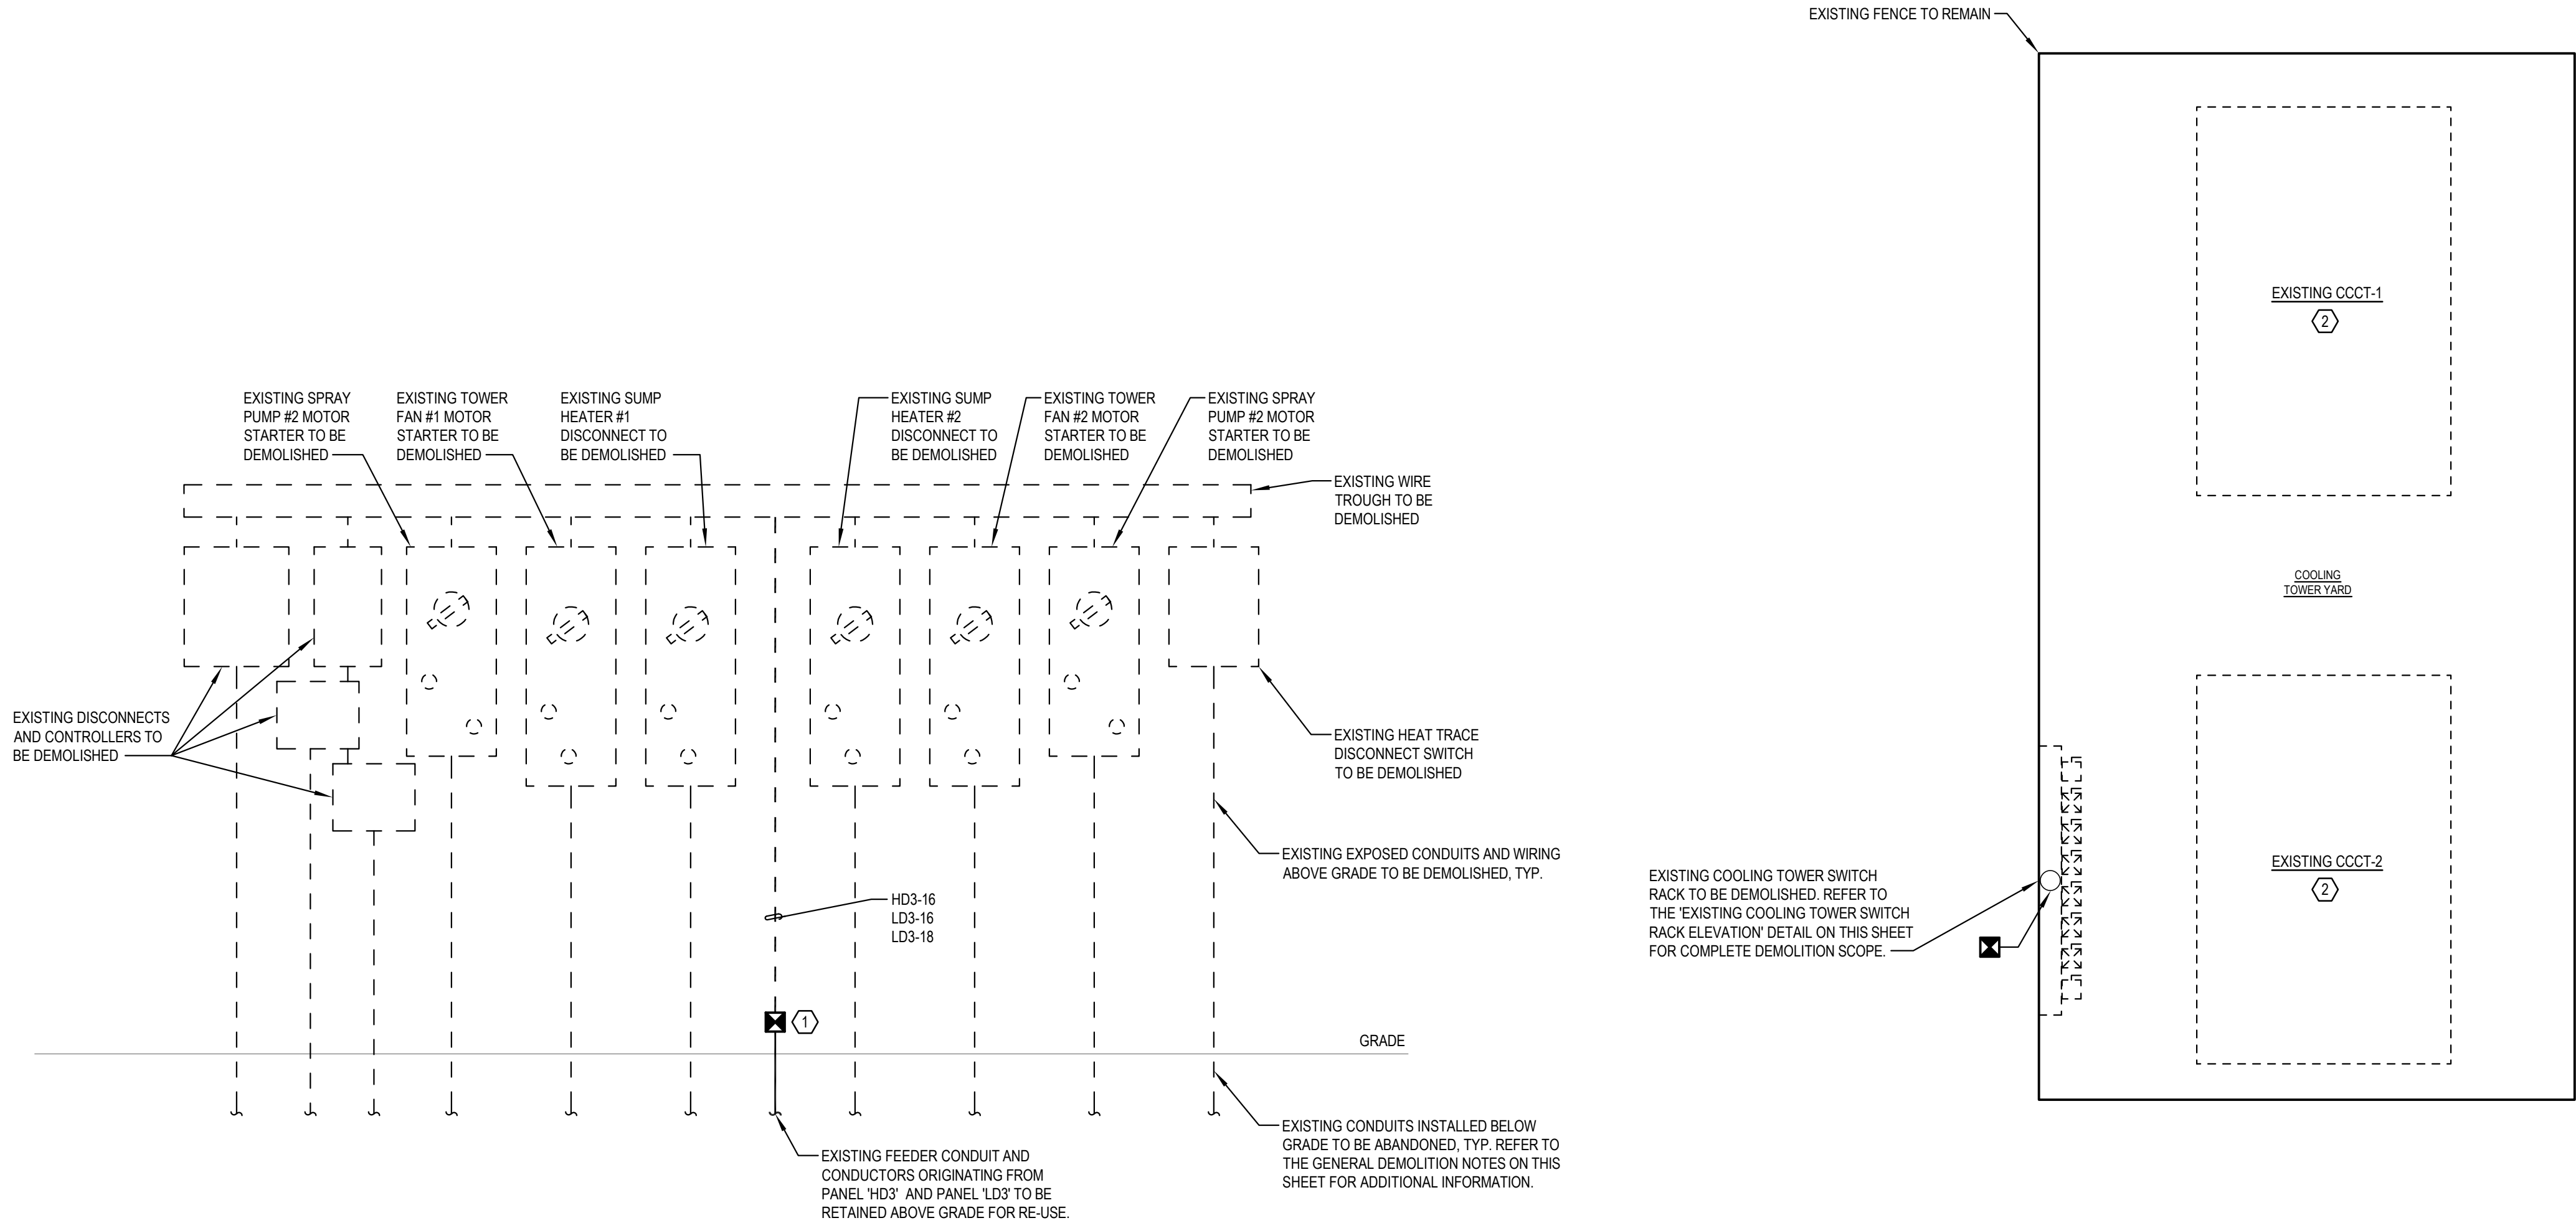 EXISTING FENCE TO REMAIN
EXISTING CCCT-1
2
COOLING
TOWER YARD
EXISTING CCCT-2
2
EXISTING COOLING TOWER SWITCH
RACK TO BE DEMOLISHED. REFER TO
THE 'EXISTING COOLING TOWER SWITCH
RACK ELEVATION' DETAIL ON THIS SHEET
FOR COMPLETE DEMOLITION SCOPE.
EXISTING SPRAY
PUMP #2 MOTOR
STARTER TO BE
DEMOLISHED
EXISTING TOWER
FAN #1 MOTOR
STARTER TO BE
DEMOLISHED
EXISTING SUMP
HEATER #1
DISCONNECT TO
BE DEMOLISHED
EXISTING SUMP
HEATER #2
DISCONNECT TO
BE DEMOLISHED
EXISTING TOWER
FAN #2 MOTOR
STARTER TO BE
DEMOLISHED
EXISTING SPRAY
PUMP #2 MOTOR
STARTER TO BE
DEMOLISHED
EXISTING WIRE
TROUGH TO BE
DEMOLISHED
EXISTING DISCONNECTS
AND CONTROLLERS TO
BE DEMOLISHED
EXISTING HEAT TRACE
DISCONNECT SWITCH
TO BE DEMOLISHED
EXISTING EXPOSED CONDUITS AND WIRING
ABOVE GRADE TO BE DEMOLISHED, TYP.
HD3-16
LD3-16
LD3-18
1
GRADE
EXISTING CONDUITS INSTALLED BELOW
GRADE TO BE ABANDONED, TYP. REFER TO
THE GENERAL DEMOLITION NOTES ON THIS
SHEET FOR ADDITIONAL INFORMATION.
EXISTING FEEDER CONDUIT AND
CONDUCTORS ORIGINATING FROM
PANEL 'HD3' AND PANEL 'LD3' TO BE
RETAINED ABOVE GRADE FOR RE-USE.